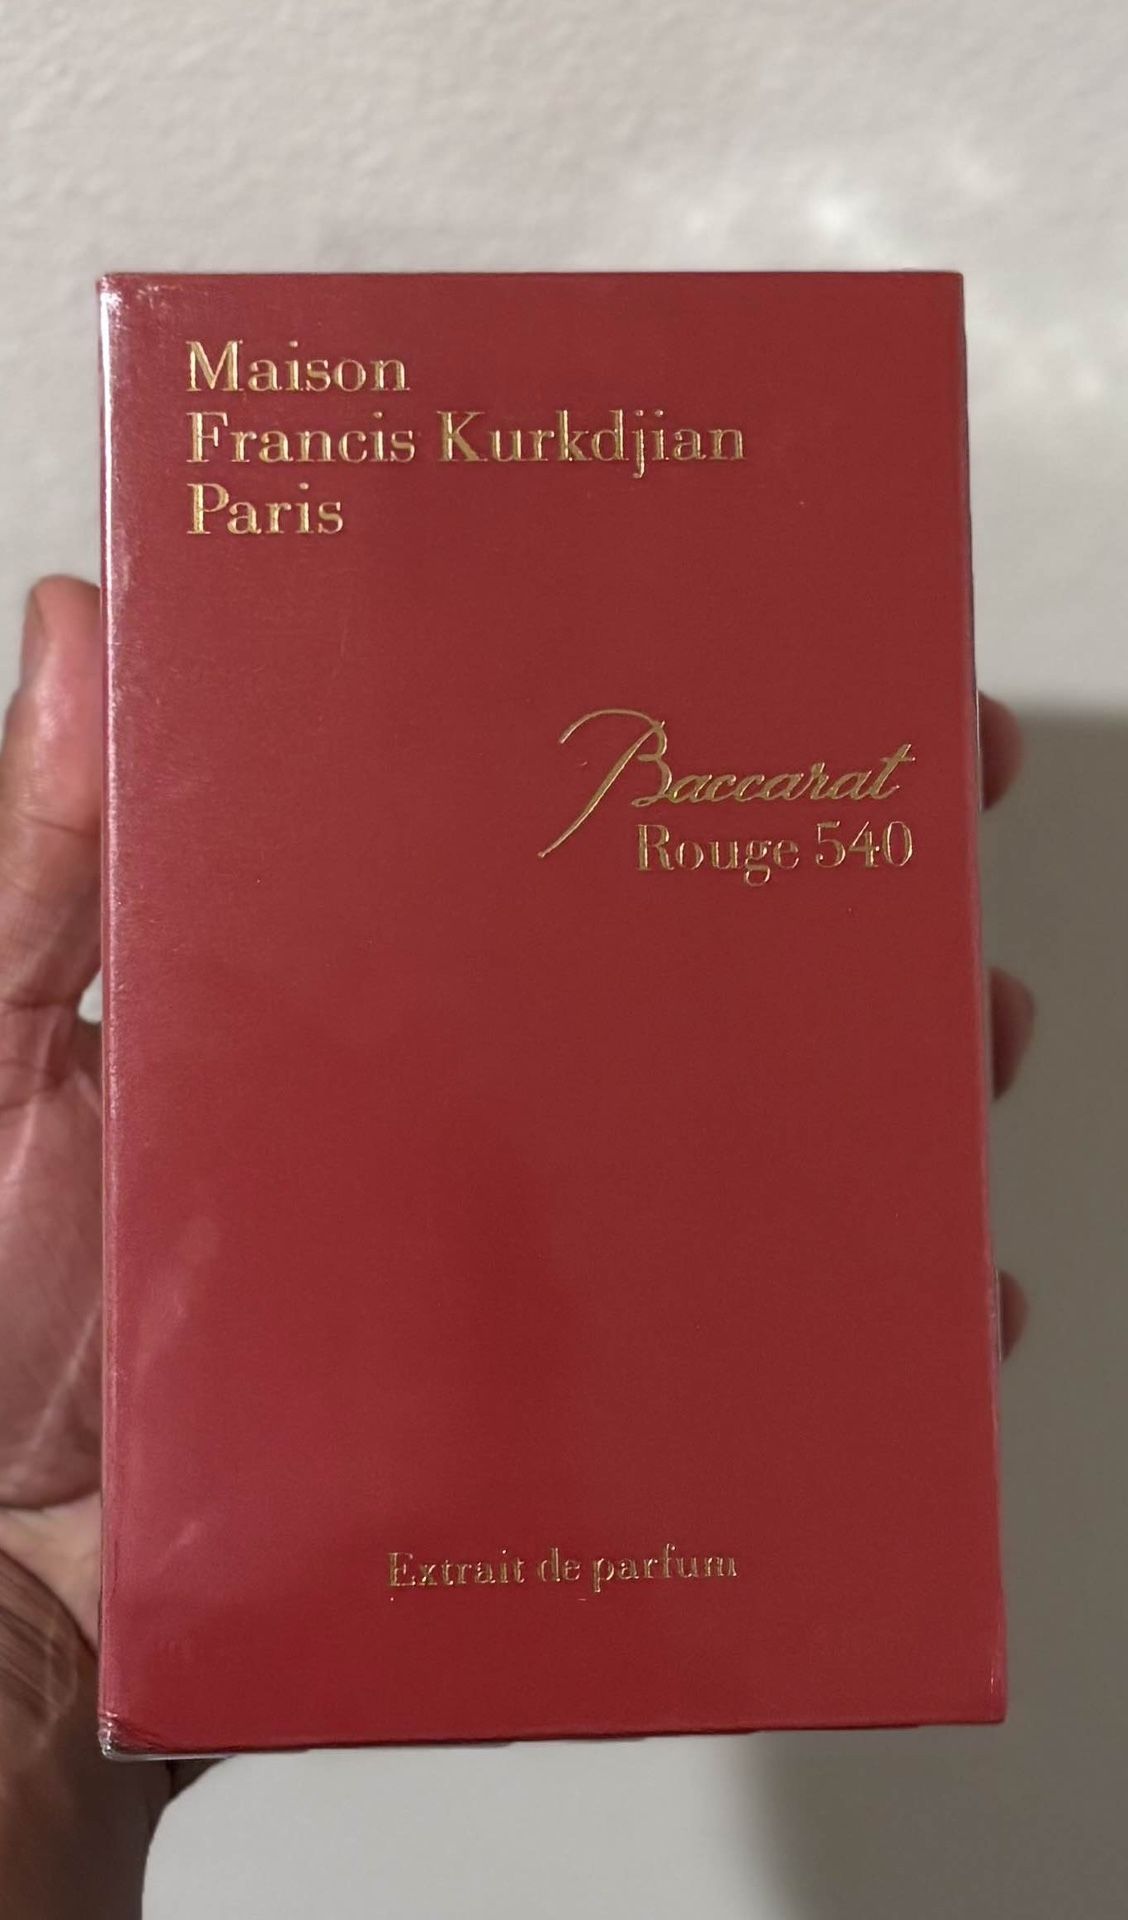 Maison
Francis Kurkdjian
Paris
Baccarat
Rouge 540
Extrait de parfum